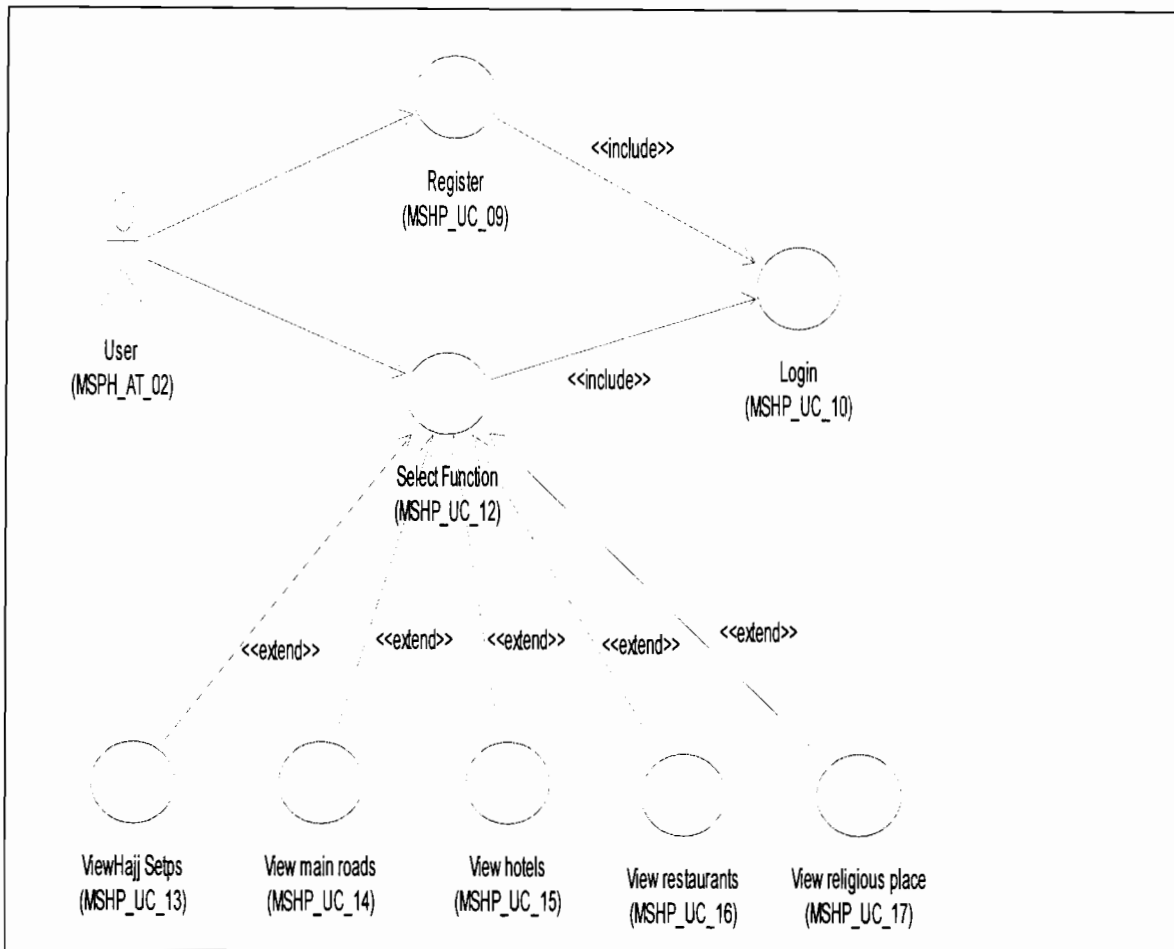 <<include>>
Register
(MSHP_UC_09)
User
(MSPH_AT_02)
<<include>>
Login
(MSHP_UC_10)
Select Function
(MSHP_UC_12)
<<extend>>
<<extend>>
<<extend>>
<<extend>>
<<extend>>
ViewHajj Setps
(MSHP_UC_13)
View main roads
(MSHP_UC_14)
View hotels
(MSHP_UC_15)
View restaurants
(MSHP_UC_16)
View religious place
(MSHP_UC_17)